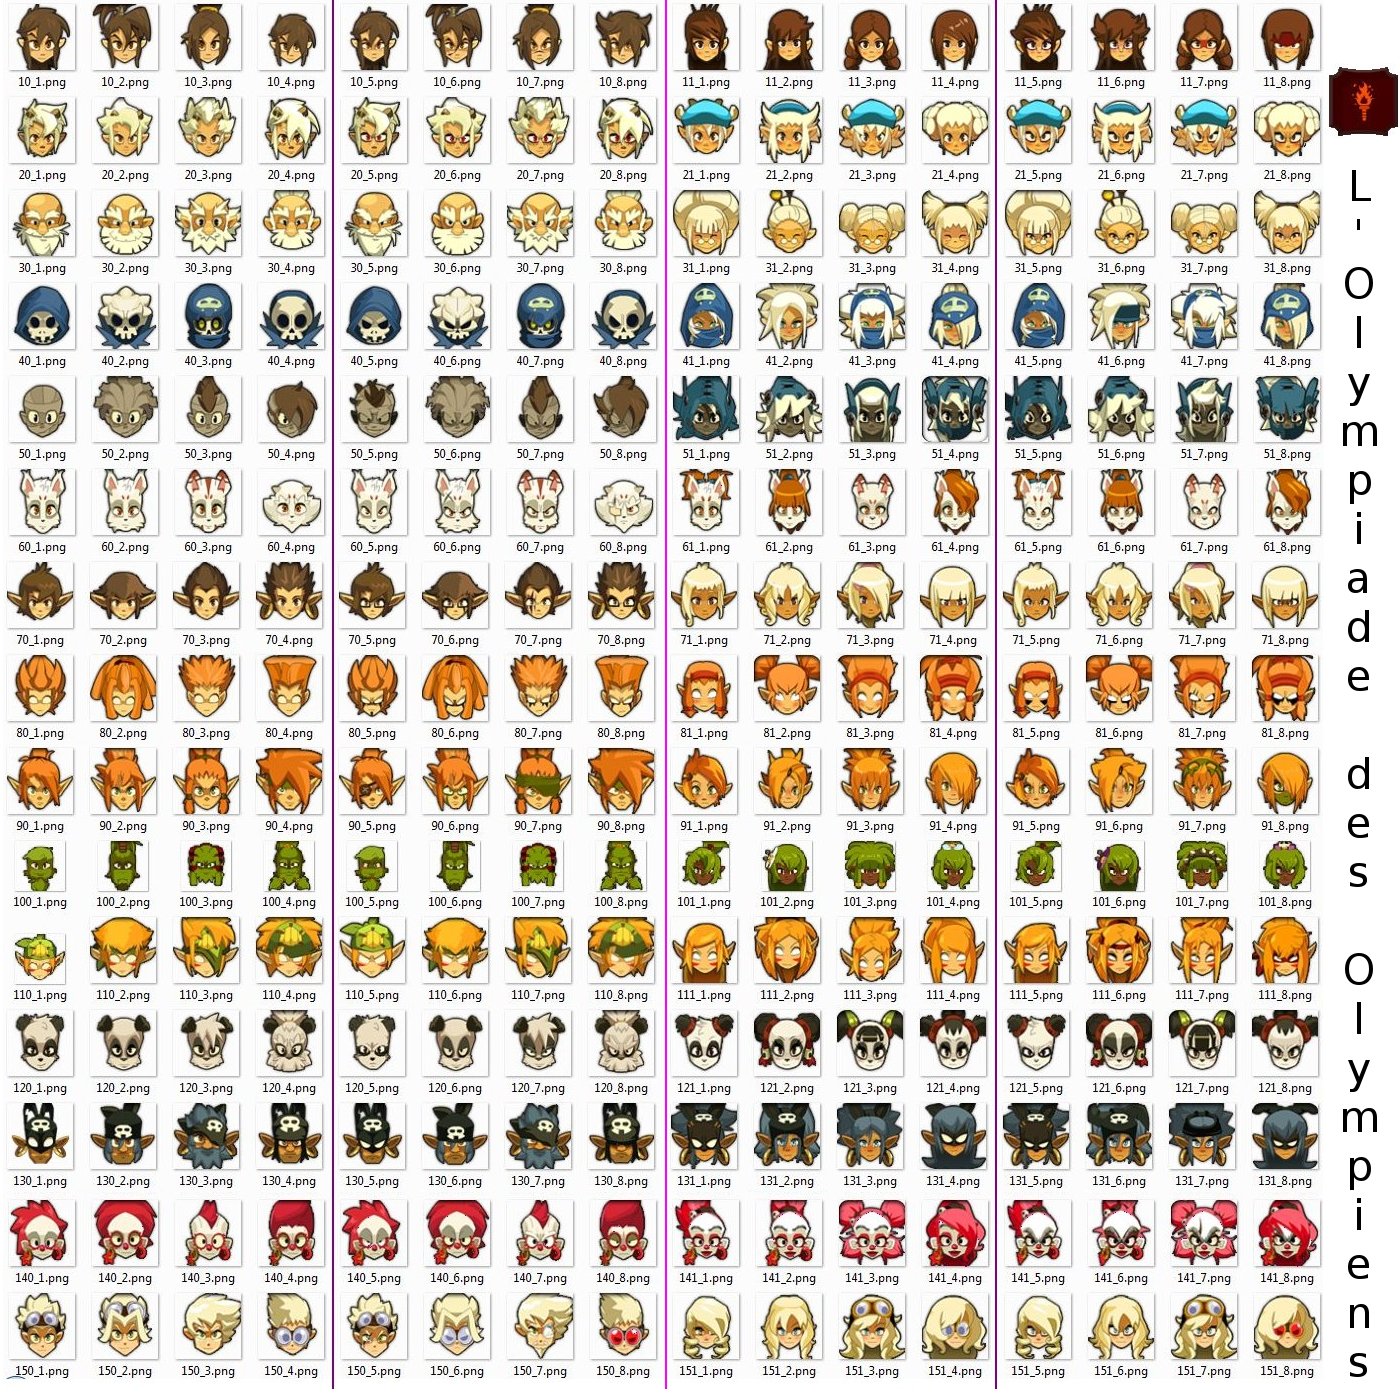 10_1.png 10_2.png 10_3.png 10_4.png 10_5.png 10_6.png 10_7.png 10_8.png 11_1.png 11_2.png 11_3.png 11_4.png 11_5.png 11_6.png 11_7.png 11_8.png
20_1.png 20_2.png 20_3.png 20_4.png 20_5.png 20_6.png 20_7.png 20_8.png 21_1.png 21_2.png 21_3.png 21_4.png 21_5.png 21_6.png 21_7.png 21_8.png
30_1.png 30_2.png 30_3.png 30_4.png 30_5.png 30_6.png 30_7.png 30_8.png 31_1.png 31_2.png 31_3.png 31_4.png 31_5.png 31_6.png 31_7.png 31_8.png
40_1.png 40_2.png 40_3.png 40_4.png 40_5.png 40_6.png 40_7.png 40_8.png 41_1.png 41_2.png 41_3.png 41_4.png 41_5.png 41_6.png 41_7.png 41_8.png
50_1.png 50_2.png 50_3.png 50_4.png 50_5.png 50_6.png 50_7.png 50_8.png 51_1.png 51_2.png 51_3.png 51_4.png 51_5.png 51_6.png 51_7.png 51_8.png
60_1.png 60_2.png 60_3.png 60_4.png 60_5.png 60_6.png 60_7.png 60_8.png 61_1.png 61_2.png 61_3.png 61_4.png 61_5.png 61_6.png 61_7.png 61_8.png
70_1.png 70_2.png 70_3.png 70_4.png 70_5.png 70_6.png 70_7.png 70_8.png 71_1.png 71_2.png 71_3.png 71_4.png 71_5.png 71_6.png 71_7.png 71_8.png
80_1.png 80_2.png 80_3.png 80_4.png 80_5.png 80_6.png 80_7.png 80_8.png 81_1.png 81_2.png 81_3.png 81_4.png 81_5.png 81_6.png 81_7.png 81_8.png
90_1.png 90_2.png 90_3.png 90_4.png 90_5.png 90_6.png 90_7.png 90_8.png 91_1.png 91_2.png 91_3.png 91_4.png 91_5.png 91_6.png 91_7.png 91_8.png
100_1.png 100_2.png 100_3.png 100_4.png 100_5.png 100_6.png 100_7.png 100_8.png 101_1.png 101_2.png 101_3.png 101_4.png 101_5.png 101_6.png 101_7.png 101_8.png
110_1.png 110_2.png 110_3.png 110_4.png 110_5.png 110_6.png 110_7.png 110_8.png 111_1.png 111_2.png 111_3.png 111_4.png 111_5.png 111_6.png 111_7.png 111_8.png
120_1.png 120_2.png 120_3.png 120_4.png 120_5.png 120_6.png 120_7.png 120_8.png 121_1.png 121_2.png 121_3.png 121_4.png 121_5.png 121_6.png 121_7.png 121_8.png
130_1.png 130_2.png 130_3.png 130_4.png 130_5.png 130_6.png 130_7.png 130_8.png 131_1.png 131_2.png 131_3.png 131_4.png 131_5.png 131_6.png 131_7.png 131_8.png
140_1.png 140_2.png 140_3.png 140_4.png 140_5.png 140_6.png 140_7.png 140_8.png 141_1.png 141_2.png 141_3.png 141_4.png 141_5.png 141_6.png 141_7.png 141_8.png
150_1.png 150_2.png 150_3.png 150_4.png 150_5.png 150_6.png 150_7.png 150_8.png 151_1.png 151_2.png 151_3.png 151_4.png 151_5.png 151_6.png 151_7.png 151_8.png
L'Olympiade des Olympiens